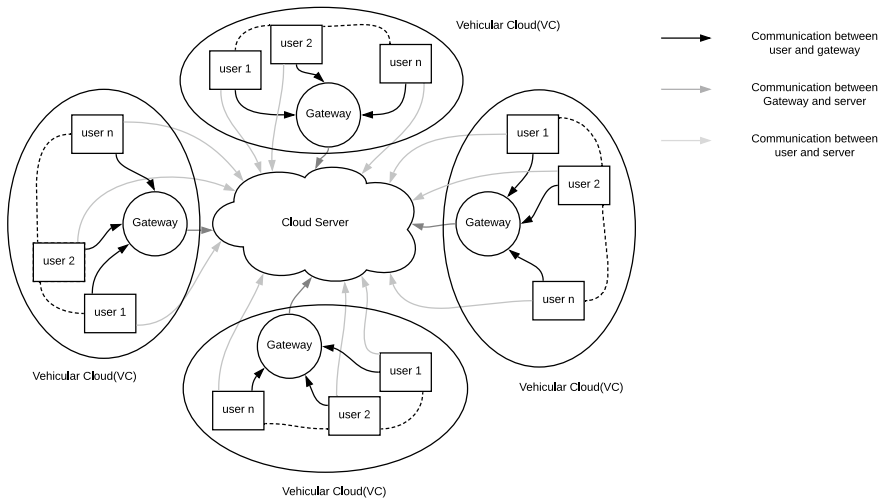 Vehicular Cloud(VC)
user 2
user 1
user n
Gateway
Communication between
user and gateway
Communication between
Gateway and server
Communication between
user and server
user n
Gateway
user 2
user 1
Vehicular Cloud(VC)
Cloud Server
user 1
user 2
Gateway
user n
Vehicular Cloud(VC)
Gateway
user 1
user n
user 2
Vehicular Cloud(VC)